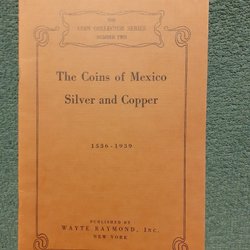 THE
COIN COLLECTOR SERIES
NUMBER TWO
The Coins of Mexico
Silver and Copper
1536-1939
PUBLISHED BY
WAYTE RAYMOND, INC.
NEW YORK